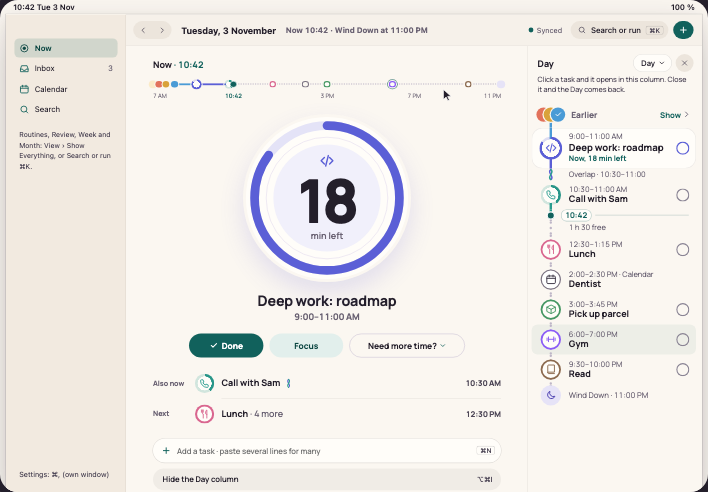 10:42 Tue 3 Nov
100 %
Now
Inbox 3
Calendar
Search
Routines, Review, Week and
Month: View › Show
Everything, or Search or run
⌘K.
Settings: ⌘, (own window)
Tuesday, 3 November
Now 10:42 · Wind Down at 11:00 PM
Synced
Search or run ⌘K
Now · 10:42
7 AM 10:42 3 PM 7 PM 11 PM
18
min left
Deep work: roadmap
9:00–11:00 AM
Done
Focus
Need more time?
Also now Call with Sam 10:30 AM
Next Lunch · 4 more 12:30 PM
Add a task · paste several lines for many ⌘N
Hide the Day column ⌥⌘I
Day
Day
Click a task and it opens in this column. Close
it and the Day comes back.
Earlier Show
9:00–11:00 AM
Deep work: roadmap
Now, 18 min left
Overlap · 10:30–11:00
10:30–11:00 AM
Call with Sam
10:42
1 h 30 free
12:30–1:15 PM
Lunch
2:00–2:30 PM · Calendar
Dentist
3:00–3:45 PM
Pick up parcel
6:00–7:00 PM
Gym
9:30–10:00 PM
Read
Wind Down · 11:00 PM